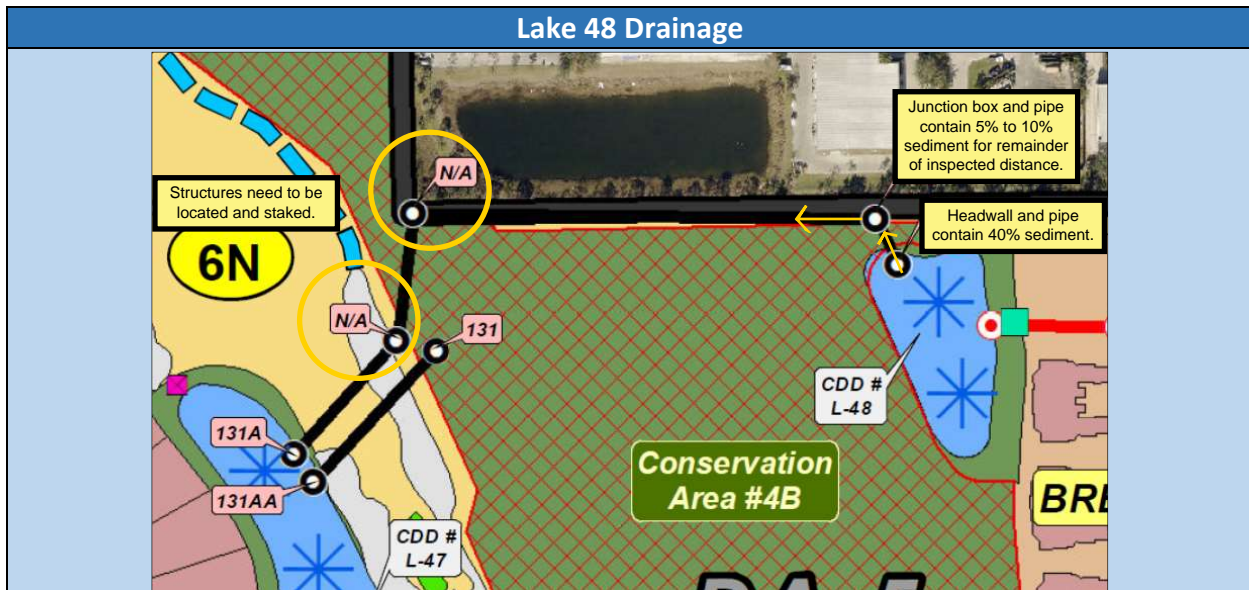 Lake 48 Drainage
Junction box and pipe
contain 5% to 10%
sediment for remainder
of inspected distance.
N/A
Structures need to be
located and staked.
Headwall and pipe
contain 40% sediment.
6N
N/A
131
CDD #
L-48
131A
Conservation
Area #4B
131AA
CDD #
L-47